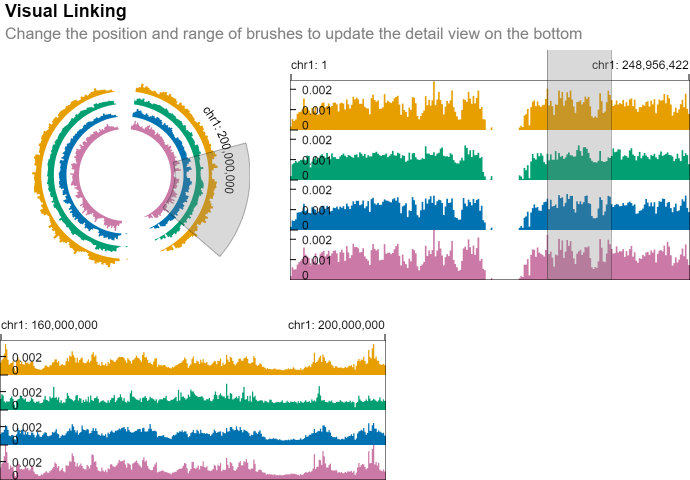 Visual Linking
Change the position and range of brushes to update the detail view on the bottom
chr1: 200,000,000
chr1: 1
chr1: 248,956,422
0.002
0.001
0
0.002
0.001
0
0.002
0.001
0
0.002
0.001
0
chr1: 160,000,000
chr1: 200,000,000
0.002
0
0.002
0
0.002
0
0.002
0